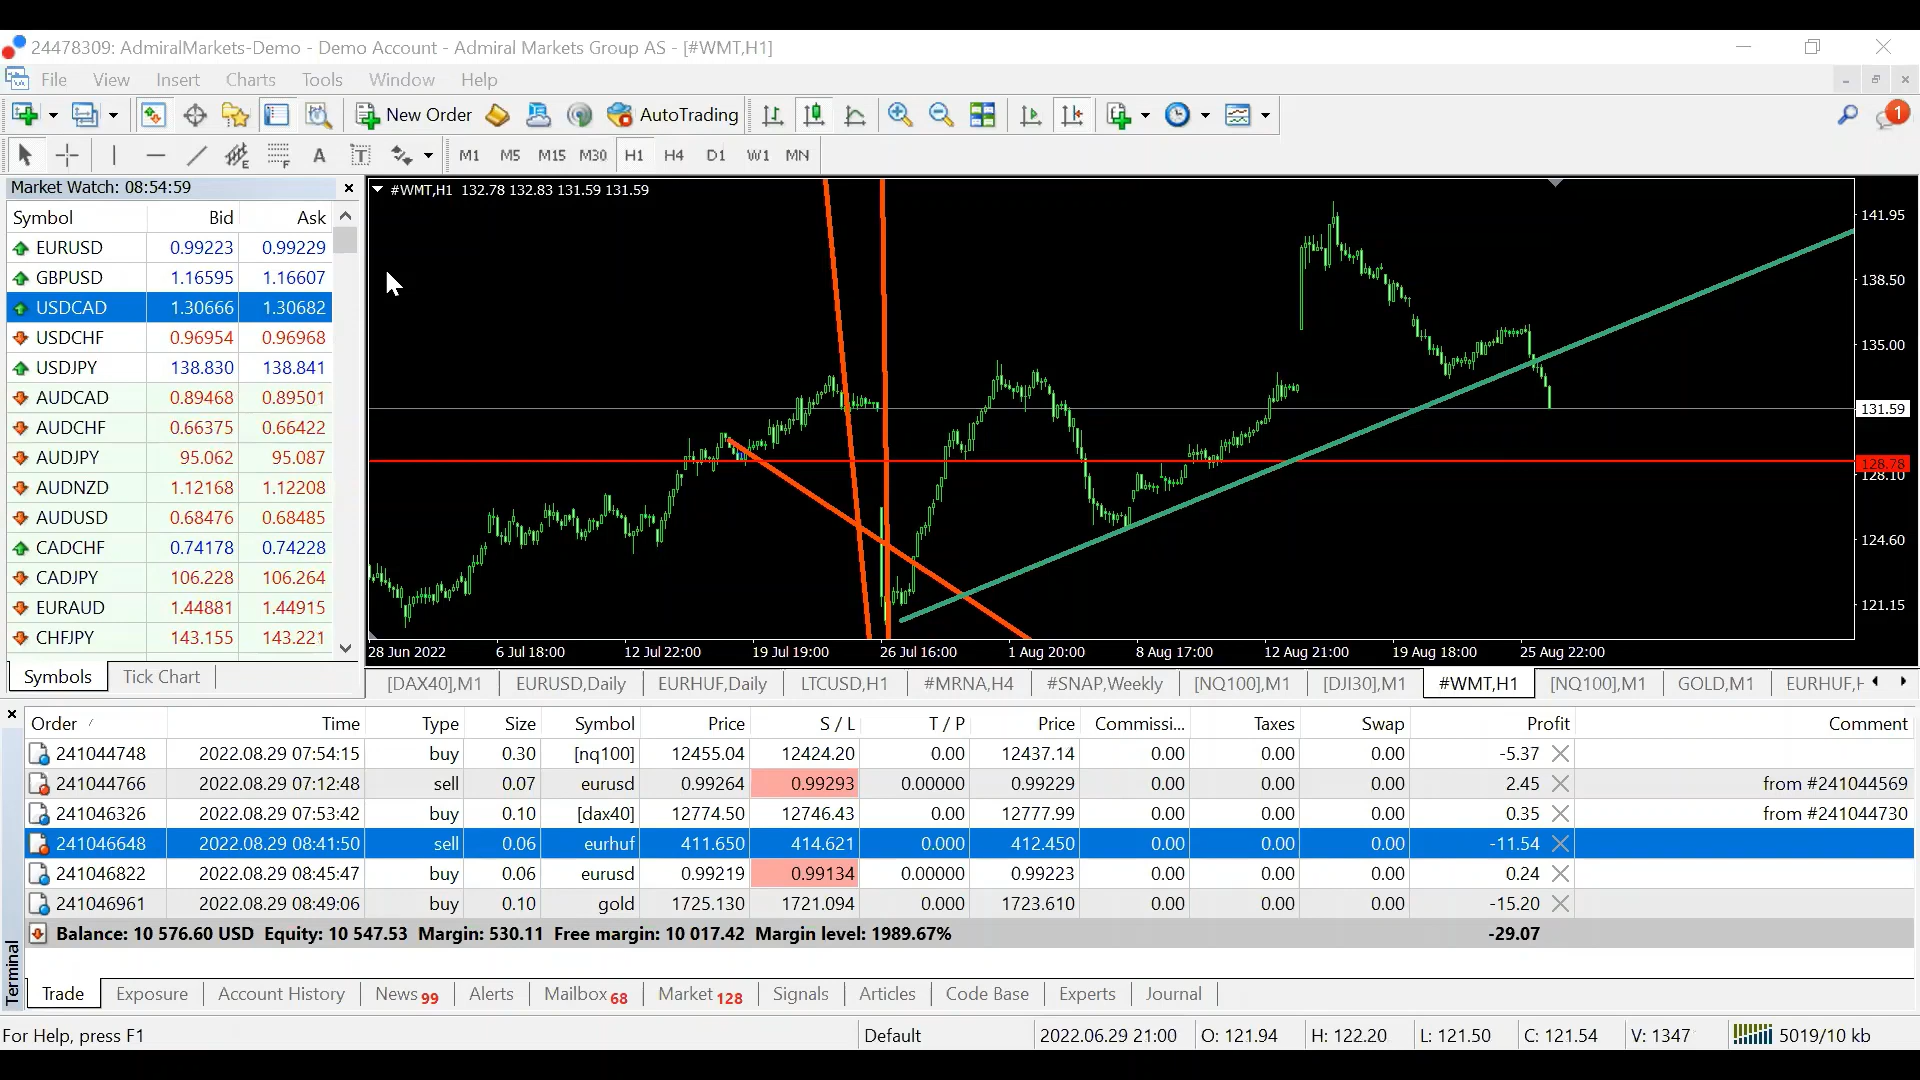 24478309: AdmiralMarkets-Demo - Demo Account - Admiral Markets Group AS - [#WMT,H1]
File View Insert Charts Tools Window Help
New Order AutoTrading 1
E F A T M1 M5 M15 M30 H1 H4 D1 W1 MN
Market Watch: 08:54:59
Symbol Bid Ask
EURUSD 0.99223 0.99229
GBPUSD 1.16595 1.16607
USDCAD 1.30666 1.30682
USDCHF 0.96954 0.96968
USDJPY 138.830 138.841
AUDCAD 0.89468 0.89501
AUDCHF 0.66375 0.66422
AUDJPY 95.062 95.087
AUDNZD 1.12168 1.12208
AUDUSD 0.68476 0.68485
CADCHF 0.74178 0.74228
CADJPY 106.228 106.264
EURAUD 1.44881 1.44915
CHFJPY 143.155 143.221
Symbols Tick Chart
#WMT,H1 132.78 132.83 131.59 131.59
141.95
138.50
135.00
131.59
128.78
128.10
124.60
121.15
28 Jun 2022 6 Jul 18:00 12 Jul 22:00 19 Jul 19:00 26 Jul 16:00 1 Aug 20:00 8 Aug 17:00 12 Aug 21:00 19 Aug 18:00 25 Aug 22:00
[DAX40],M1 EURUSD,Daily EURHUF,Daily LTCUSD,H1 #MRNA,H4 #SNAP,Weekly [NQ100],M1 [DJI30],M1 #WMT,H1 [NQ100],M1 GOLD,M1 EURHUF,H
Order Time Type Size Symbol Price S / L T / P Price Commissi... Taxes Swap Profit Comment
241044748 2022.08.29 07:54:15 buy 0.30 [nq100] 12455.04 12424.20 0.00 12437.14 0.00 0.00 0.00 -5.37
241044766 2022.08.29 07:12:48 sell 0.07 eurusd 0.99264 0.99293 0.00000 0.99229 0.00 0.00 0.00 2.45 from #241044569
241046326 2022.08.29 07:53:42 buy 0.10 [dax40] 12774.50 12746.43 0.00 12777.99 0.00 0.00 0.00 0.35 from #241044730
241046648 2022.08.29 08:41:50 sell 0.06 eurhuf 411.650 414.621 0.000 412.450 0.00 0.00 0.00 -11.54
241046822 2022.08.29 08:45:47 buy 0.06 eurusd 0.99219 0.99134 0.00000 0.99223 0.00 0.00 0.00 0.24
241046961 2022.08.29 08:49:06 buy 0.10 gold 1725.130 1721.094 0.000 1723.610 0.00 0.00 0.00 -15.20
Balance: 10 576.60 USD Equity: 10 547.53 Margin: 530.11 Free margin: 10 017.42 Margin level: 1989.67% -29.07
Terminal
Trade Exposure Account History News 99 Alerts Mailbox 68 Market 128 Signals Articles Code Base Experts Journal
For Help, press F1 Default 2022.06.29 21:00 O: 121.94 H: 122.20 L: 121.50 C: 121.54 V: 1347 5019/10 kb